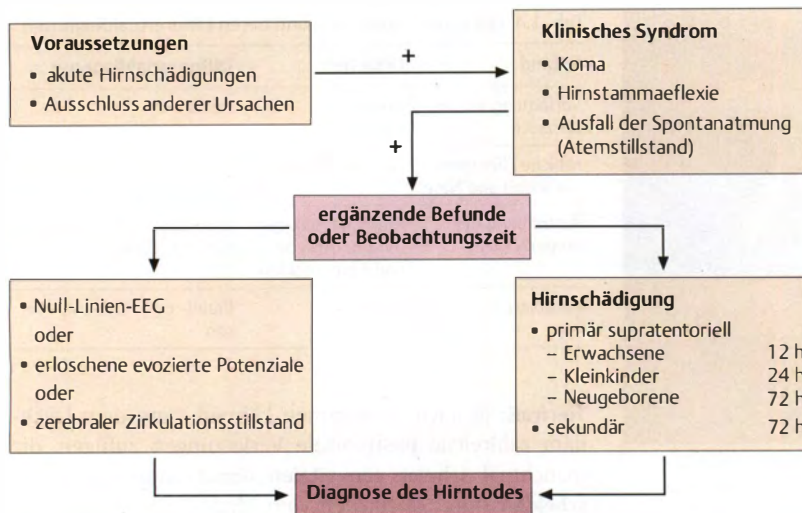 Voraussetzungen
• akute Hirnschädigungen
• Ausschluss anderer Ursachen
+
Klinisches Syndrom
• Koma
• Hirnstammaeflexie
• Ausfall der Spontanatmung
(Atemstillstand)
+
ergänzende Befunde
oder Beobachtungszeit
• Null-Linien-EEG
oder
• erloschene evozierte Potenziale
oder
• zerebraler Zirkulationsstillstand
Hirnschädigung
• primär supratentoriell
– Erwachsene 12 h
– Kleinkinder 24 h
– Neugeborene 72 h
• sekundär 72 h
Diagnose des Hirntodes